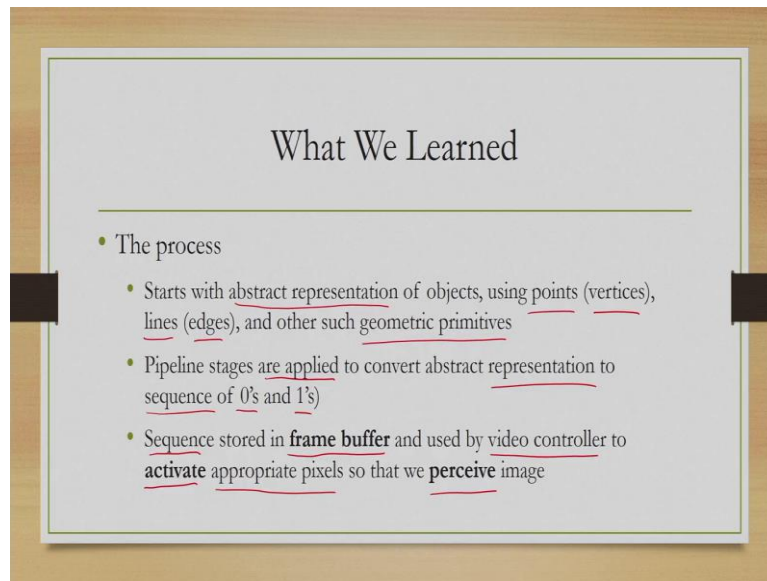 What We Learned
• The process
• Starts with abstract representation of objects, using points (vertices),
lines (edges), and other such geometric primitives
• Pipeline stages are applied to convert abstract representation to
sequence of 0's and 1's)
• Sequence stored in frame buffer and used by video controller to
activate appropriate pixels so that we perceive image